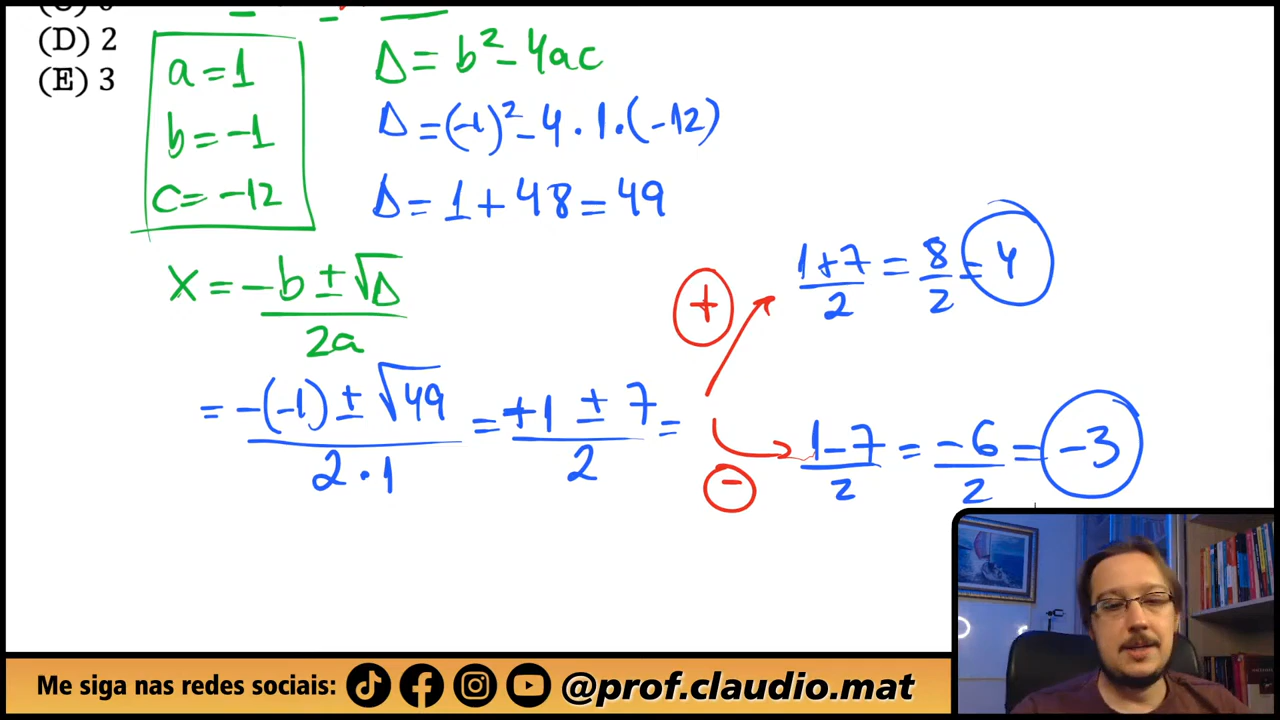 (D) 2
(E) 3
a = 1
b = -1
c = -12
Δ = b² - 4ac
Δ = (-1)² - 4 · 1 · (-12)
Δ = 1 + 48 = 49
X = -b ± √Δ / 2a
= -(-1) ± √49 / 2 · 1 = +1 ± 7 / 2 =
+
1+7 / 2 = 8 / 2 = 4
-
1-7 / 2 = -6 / 2 = -3
Me siga nas redes sociais: @prof.claudio.mat